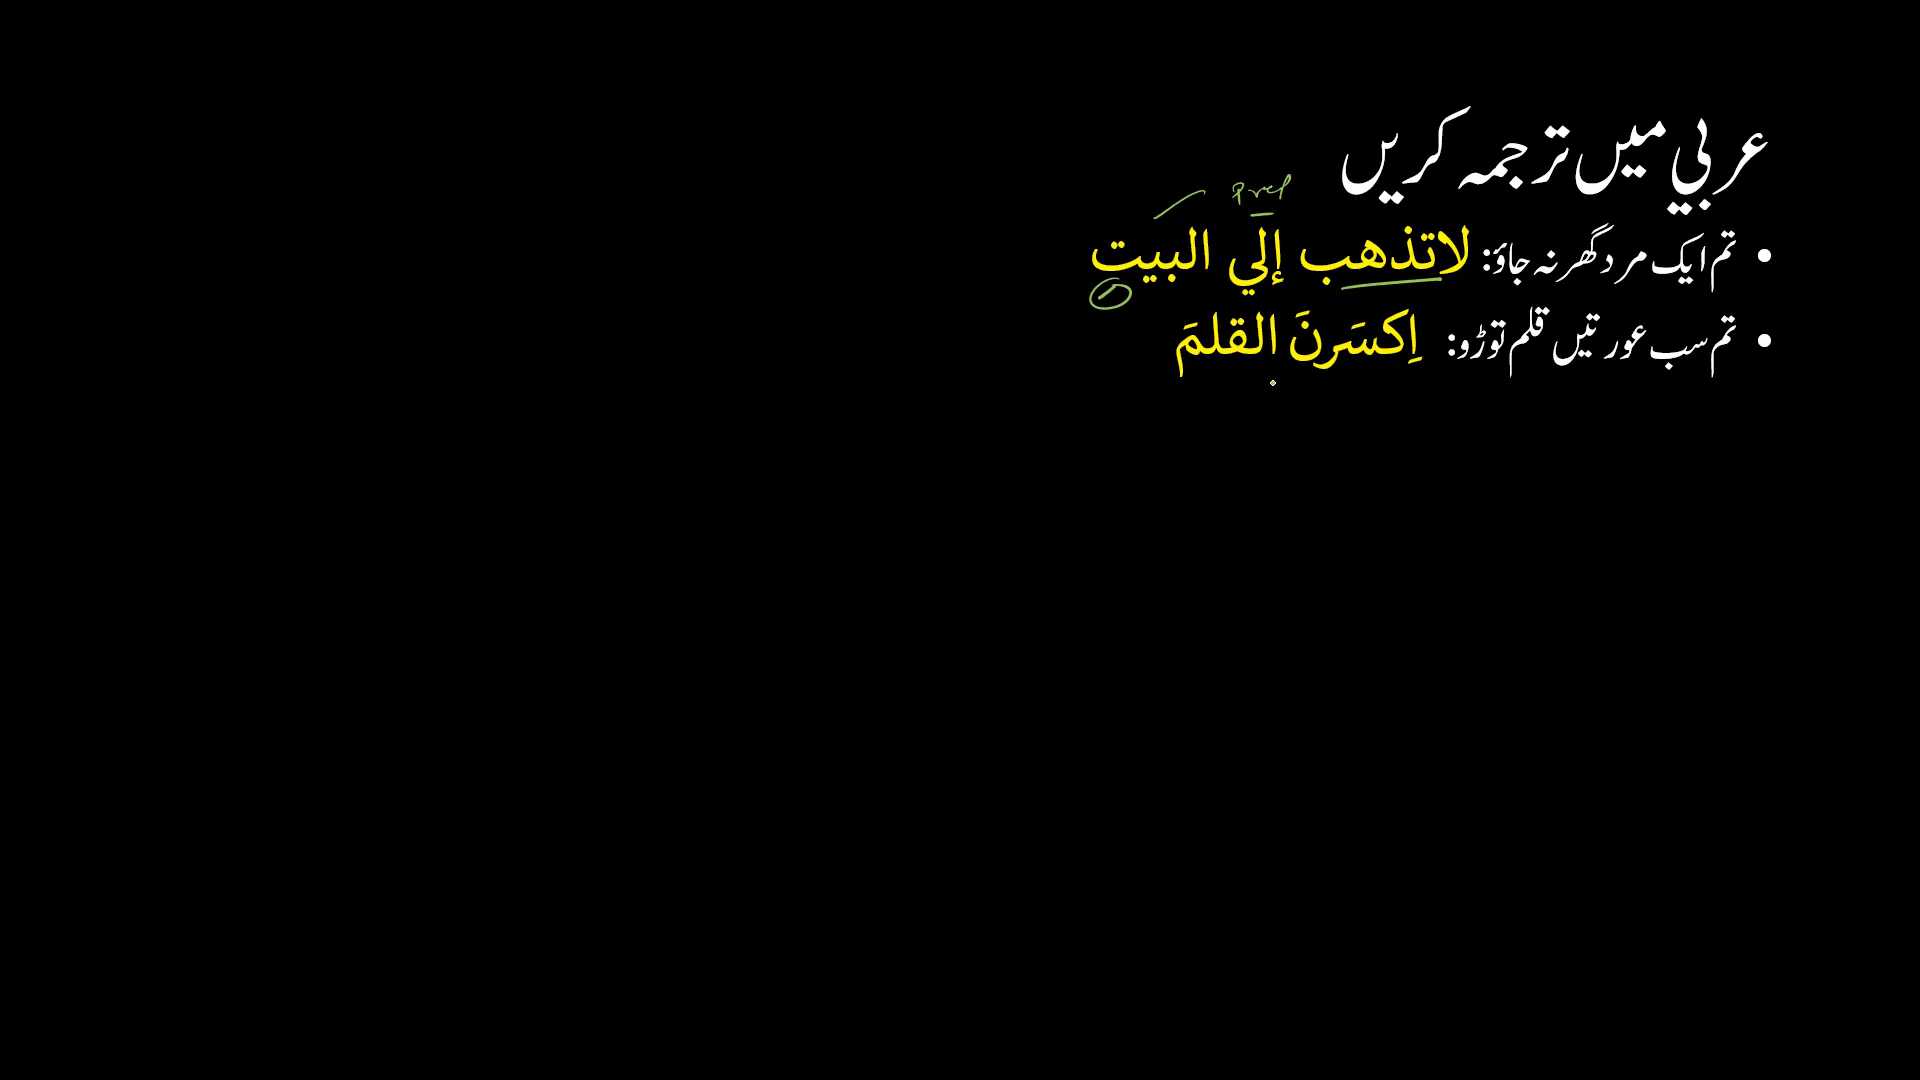 عربی میں ترجمہ کریں
Prep
• تم ایک مرد گھر نہ جاؤ: لاتذهب إلي البيت
• تم سب عورتیں قلم توڑو: اِكسَرنَ القلمَ